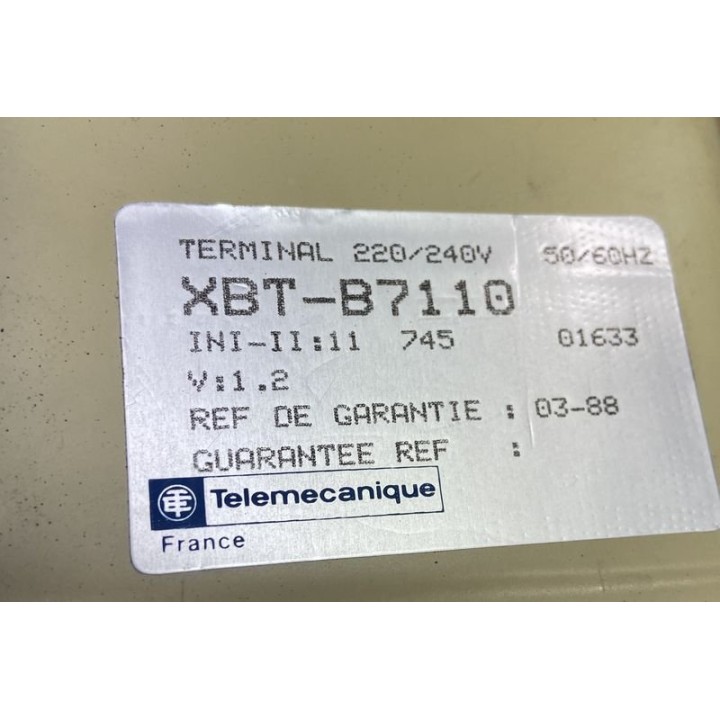 TERMINAL 220/240V 50/60HZ
XBT-B7110
INI-II:11 745 01633
V:1.2
REF DE GARANTIE : 03-88
GUARANTEE REF :
TE Telemecanique
France